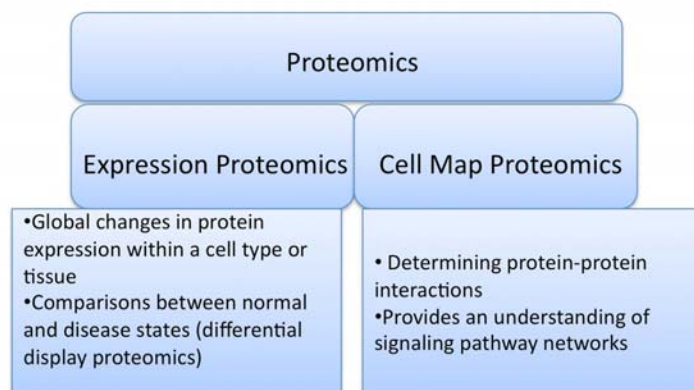 Proteomics
Expression Proteomics
Cell Map Proteomics
•Global changes in protein
expression within a cell type or
tissue
•Comparisons between normal
and disease states (differential
display proteomics)
• Determining protein-protein
interactions
•Provides an understanding of
signaling pathway networks